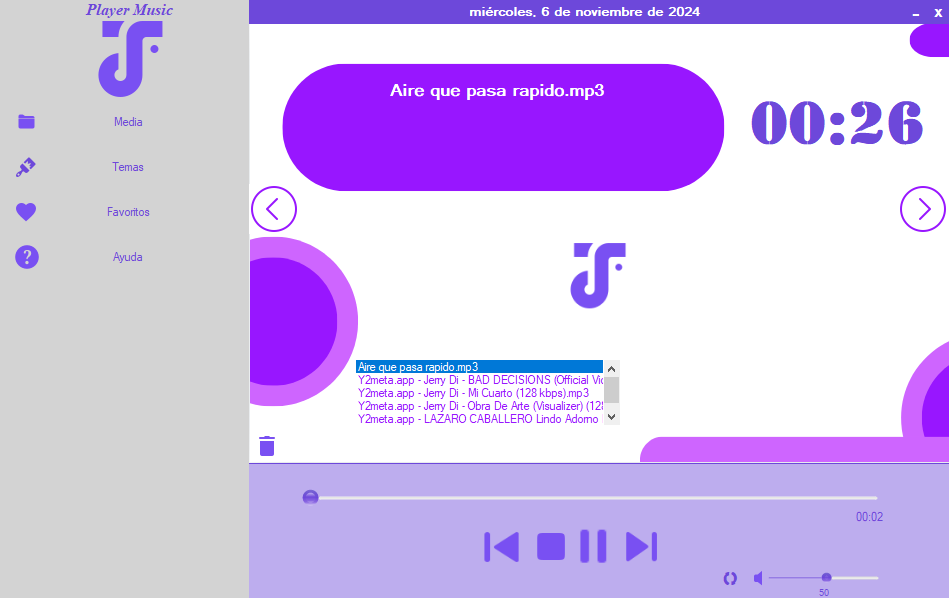 Player Music
miércoles, 6 de noviembre de 2024
_ x
Media
Temas
Favoritos
? Ayuda
Aire que pasa rapido.mp3
00:26
Aire que pasa rapido.mp3
Y2meta.app - Jerry Di - BAD DECISIONS (Official Vi
Y2meta.app - Jerry Di - Mi Cuarto (128 kbps).mp3
Y2meta.app - Jerry Di - Obra De Arte (Visualizer) (128
Y2meta.app - LAZARO CABALLERO Lindo Adorno
00:02
50